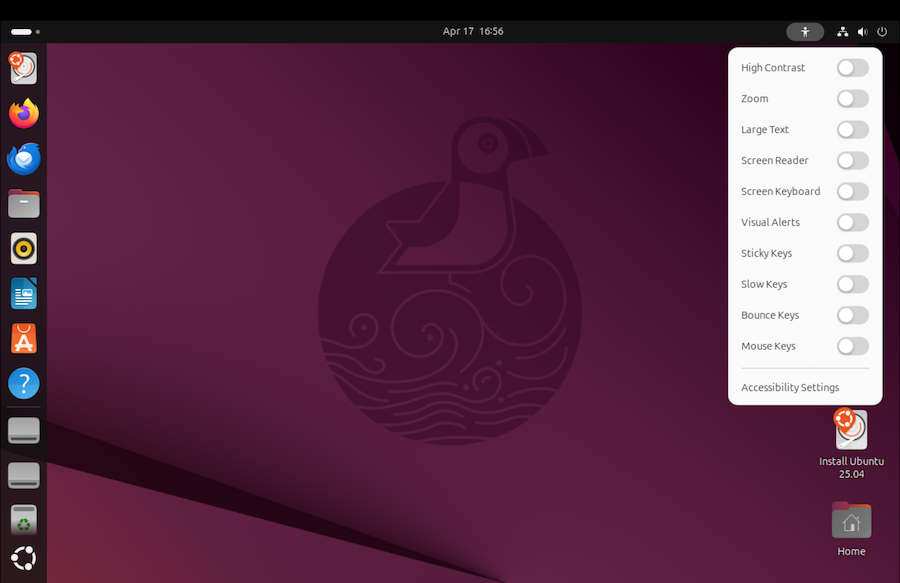 Apr 17 16:56
High Contrast
Zoom
Large Text
Screen Reader
Screen Keyboard
Visual Alerts
Sticky Keys
Slow Keys
Bounce Keys
Mouse Keys
Accessibility Settings
Install Ubuntu
25.04
Home